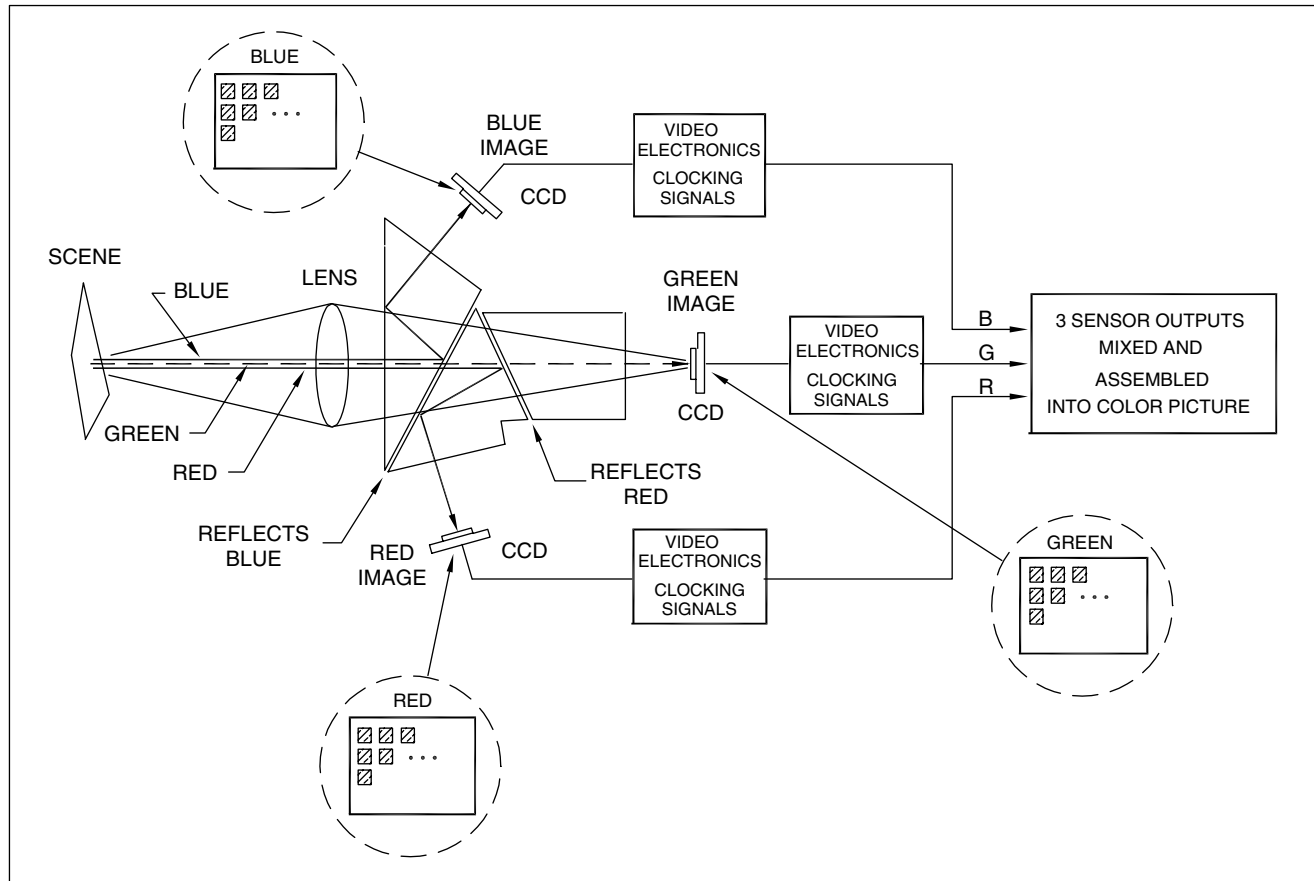 BLUE
BLUE
IMAGE
CCD
VIDEO
ELECTRONICS
CLOCKING
SIGNALS
SCENE
BLUE
LENS
GREEN
IMAGE
CCD
VIDEO
ELECTRONICS
CLOCKING
SIGNALS
B
G
R
3 SENSOR OUTPUTS
MIXED AND
ASSEMBLED
INTO COLOR PICTURE
GREEN
RED
REFLECTS
BLUE
REFLECTS
RED
RED
IMAGE
CCD
VIDEO
ELECTRONICS
CLOCKING
SIGNALS
GREEN
RED